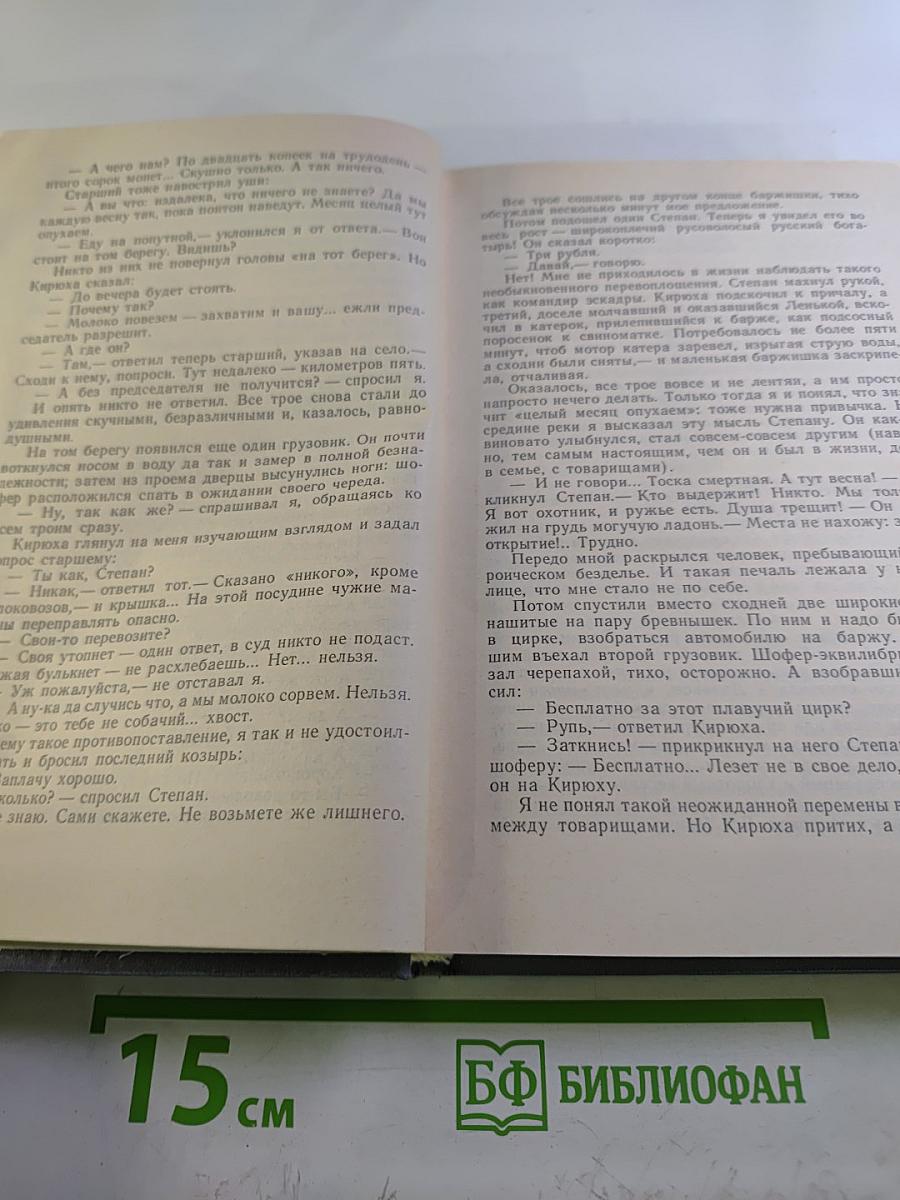 — А чего нам? По двадцать копеек на трудодень —
итого сорок монет... Скушно только. А так ничего.
Старший тоже навострил уши:
— А вы что: издалека, что ничего не знаете? Да мы
каждую весну так, пока понтон наведут. Месяц целый тут
опухаем.
— Еду на попутной,— уклонился я от ответа.— Вон
стоит на том берегу. Видишь?
Никто из них не повернул головы «на тот берег». Но
Кирюха сказал:
— До вечера будет стоять.
— Почему так?
— Молоко повезем — захватим и вашу... ежли пред-
седатель разрешит.
— А где он?
— Там,— ответил теперь старший, указав на село.—
Сходи к нему, попроси. Тут недалеко — километров пять.
— А без председателя не получится? — спросил я.
И опять никто не ответил. Все трое снова стали до
удивления скучными, безразличными и, казалось, равно-
душными.
На том берегу появился еще один грузовик. Он почти
воткнулся носом в воду да так и замер в полной безна-
дежности; затем из проема дверцы высунулись ноги: шо-
фер расположился спать в ожидании своего череда.
— Ну, так как же? — спрашивал я, обращаясь ко
сем троим сразу.
Кирюха глянул на меня изучающим взглядом и задал
опрос старшему:
— Ты как, Степан?
— Никак,— ответил тот.— Сказано «никого», кроме
локовозов,— и крышка... На этой посудине чужие ма-
ны переправлять опасно.
— Свои-то перевозите?
— Своя утопнет — один ответ, в суд никто не подаст.
жая булькнет — не расхлебаешь... Нет... нельзя.
Уж пожалуйста,— не отставал я.
А ну-ка да случись что, а мы молоко сорвем. Нельзя.
ко — это тебе не собачий... хвост.
ему такое противопоставление, я так и не удостоил-
ать и бросил последний козырь:
Заплачу хорошо.
колько? — спросил Степан.
е знаю. Сами скажете. Не возьмете же лишнего.
Все трое сошлись на другом конце баржишки, тихо
обсуждая несколько минут мое предложение.
Потом подошел один Степан. Теперь я увидел его во
весь рост — широкоплечий русоволосый русский бога-
тырь! Он сказал коротко:
— Три рубля.
— Давай,— говорю.
Нет! Мне не приходилось в жизни наблюдать такого
необыкновенного перевоплощения. Степан махнул рукой,
как командир эскадры. Кирюха подскочил к причалу, а
третий, доселе молчавший и оказавшийся Ленькой, вско-
чил в катерок, прилепившийся к барже, как подсосный
поросенок к свиноматке. Потребовалось не более пяти
минут, чтоб мотор катера заревел, изрыгая струю воды,
а сходни были сняты,— и маленькая баржишка заскрипе-
ла, отчаливая.
Оказалось, все трое вовсе и не лентяи, а им прост
напросто нечего делать. Только тогда я и понял, что зна
чит «целый месяц опухаем»: тоже нужна привычка. Н
средине реки я высказал эту мысль Степану. Он как
виновато улыбнулся, стал совсем-совсем другим (нав
но, тем самым настоящим, чем он и был в жизни, д
в семье, с товарищами).
— И не говори... Тоска смертная. А тут весна! —
кликнул Степан.— Кто выдержит! Никто. Мы тол
Я вот охотник, и ружье есть. Душа трещит! — Он
жил на грудь могучую ладонь.— Места не нахожу: з
открытие!.. Трудно.
Передо мной раскрылся человек, пребывающий
роическом безделье. И такая печаль лежала у н
лице, что мне стало не по себе.
Потом спустили вместо сходней две широкие
нашитые на пару бревнышек. По ним и надо бы
в цирке, взобраться автомобилю на баржу.
шим въехал второй грузовик. Шофер-эквилибри
зал черепахой, тихо, осторожно. А взобравши
сил:
— Бесплатно за этот плавучий цирк?
— Рупь,— ответил Кирюха.
— Заткнись! — прикрикнул на него Степан
шоферу: — Бесплатно... Лезет не в свое дело,
он на Кирюху.
Я не понял такой неожиданной перемены в
между товарищами. Но Кирюха притих, а
15 см
БФ БИБЛИОФАН